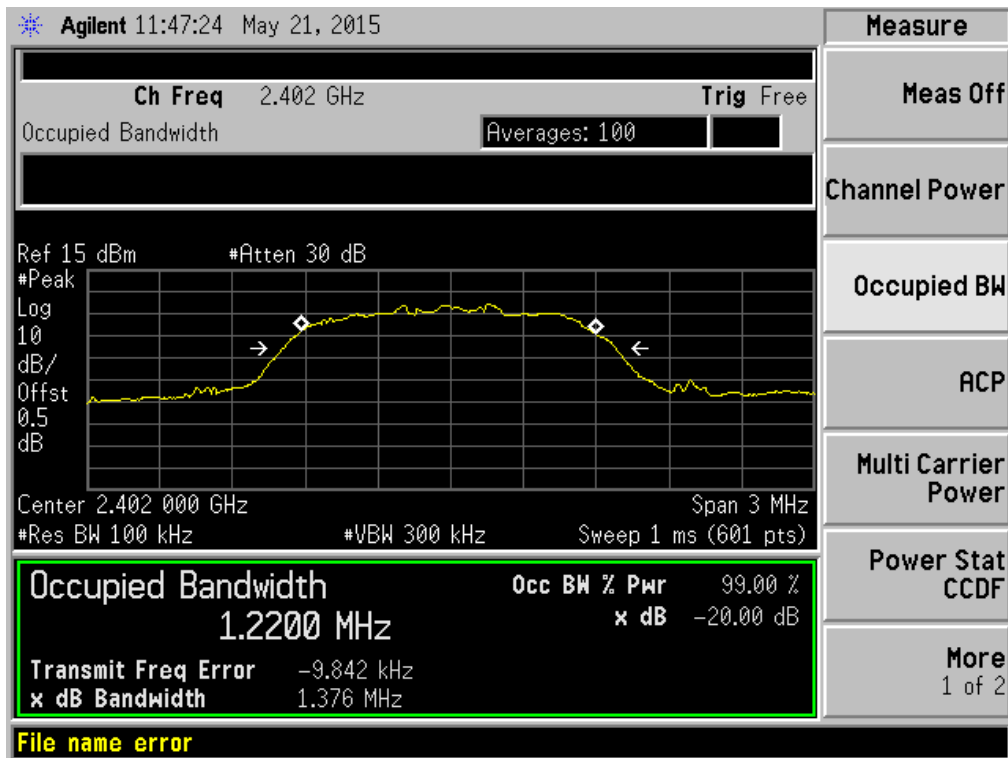 Agilent 11:47:24 May 21, 2015
Measure
Ch Freq 2.402 GHz Trig Free
Occupied Bandwidth Averages: 100
Ref 15 dBm #Atten 30 dB
#Peak
Log
10
dB/
Offst
0.5
dB
Center 2.402 000 GHz Span 3 MHz
#Res BW 100 kHz #VBW 300 kHz Sweep 1 ms (601 pts)
Occupied Bandwidth Occ BW % Pwr 99.00 %
1.2200 MHz x dB -20.00 dB
Transmit Freq Error -9.842 kHz
x dB Bandwidth 1.376 MHz
File name error
Meas Off
Channel Power
Occupied BW
ACP
Multi Carrier
Power
Power Stat
CCDF
More
1 of 2